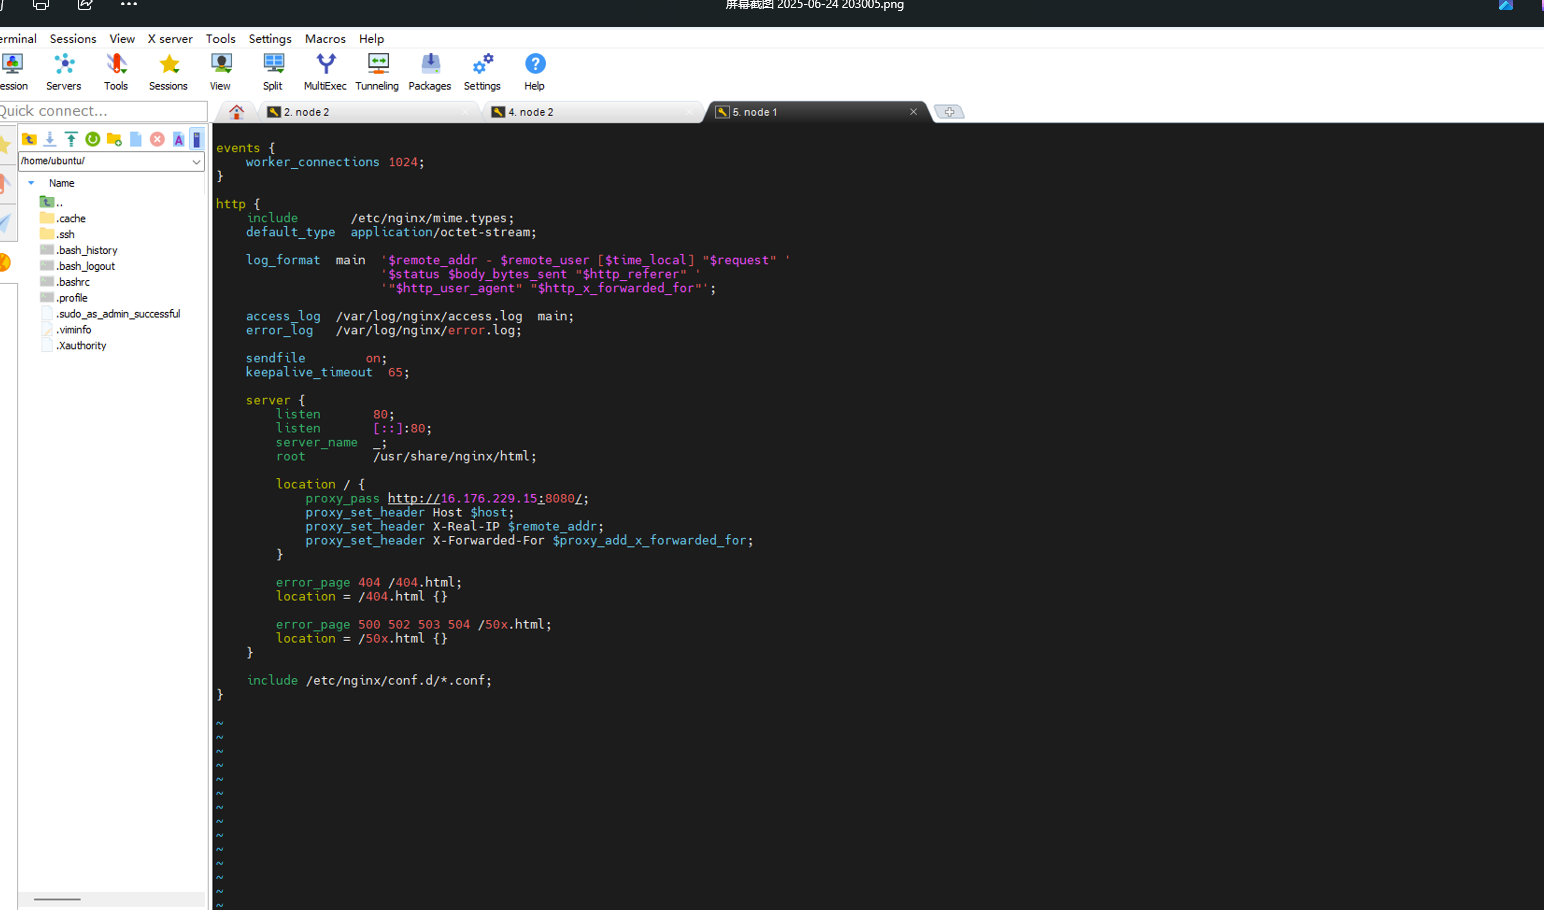 屏幕截图 2025-06-24 203005.png
erminal Sessions View X server Tools Settings Macros Help
ession Servers Tools Sessions View Split MultiExec Tunneling Packages Settings Help
Quick connect...
2. node 2
4. node 2
5. node 1
/home/ubuntu/
Name
..
.cache
.ssh
.bash_history
.bash_logout
.bashrc
.profile
.sudo_as_admin_successful
.viminfo
.Xauthority
events {
    worker_connections 1024;
}
http {
    include       /etc/nginx/mime.types;
    default_type  application/octet-stream;
    log_format  main  '$remote_addr - $remote_user [$time_local] "$request" '
                      '$status $body_bytes_sent "$http_referer" '
                      '"$http_user_agent" "$http_x_forwarded_for"';
    access_log  /var/log/nginx/access.log  main;
    error_log   /var/log/nginx/error.log;
    sendfile        on;
    keepalive_timeout  65;
    server {
        listen       80;
        listen       [::]:80;
        server_name  _;
        root         /usr/share/nginx/html;
        location / {
            proxy_pass http://16.176.229.15:8080/;
            proxy_set_header Host $host;
            proxy_set_header X-Real-IP $remote_addr;
            proxy_set_header X-Forwarded-For $proxy_add_x_forwarded_for;
        }
        error_page 404 /404.html;
        location = /404.html {}
        error_page 500 502 503 504 /50x.html;
        location = /50x.html {}
    }
    include /etc/nginx/conf.d/*.conf;
}
~
~
~
~
~
~
~
~
~
~
~
~
~
~